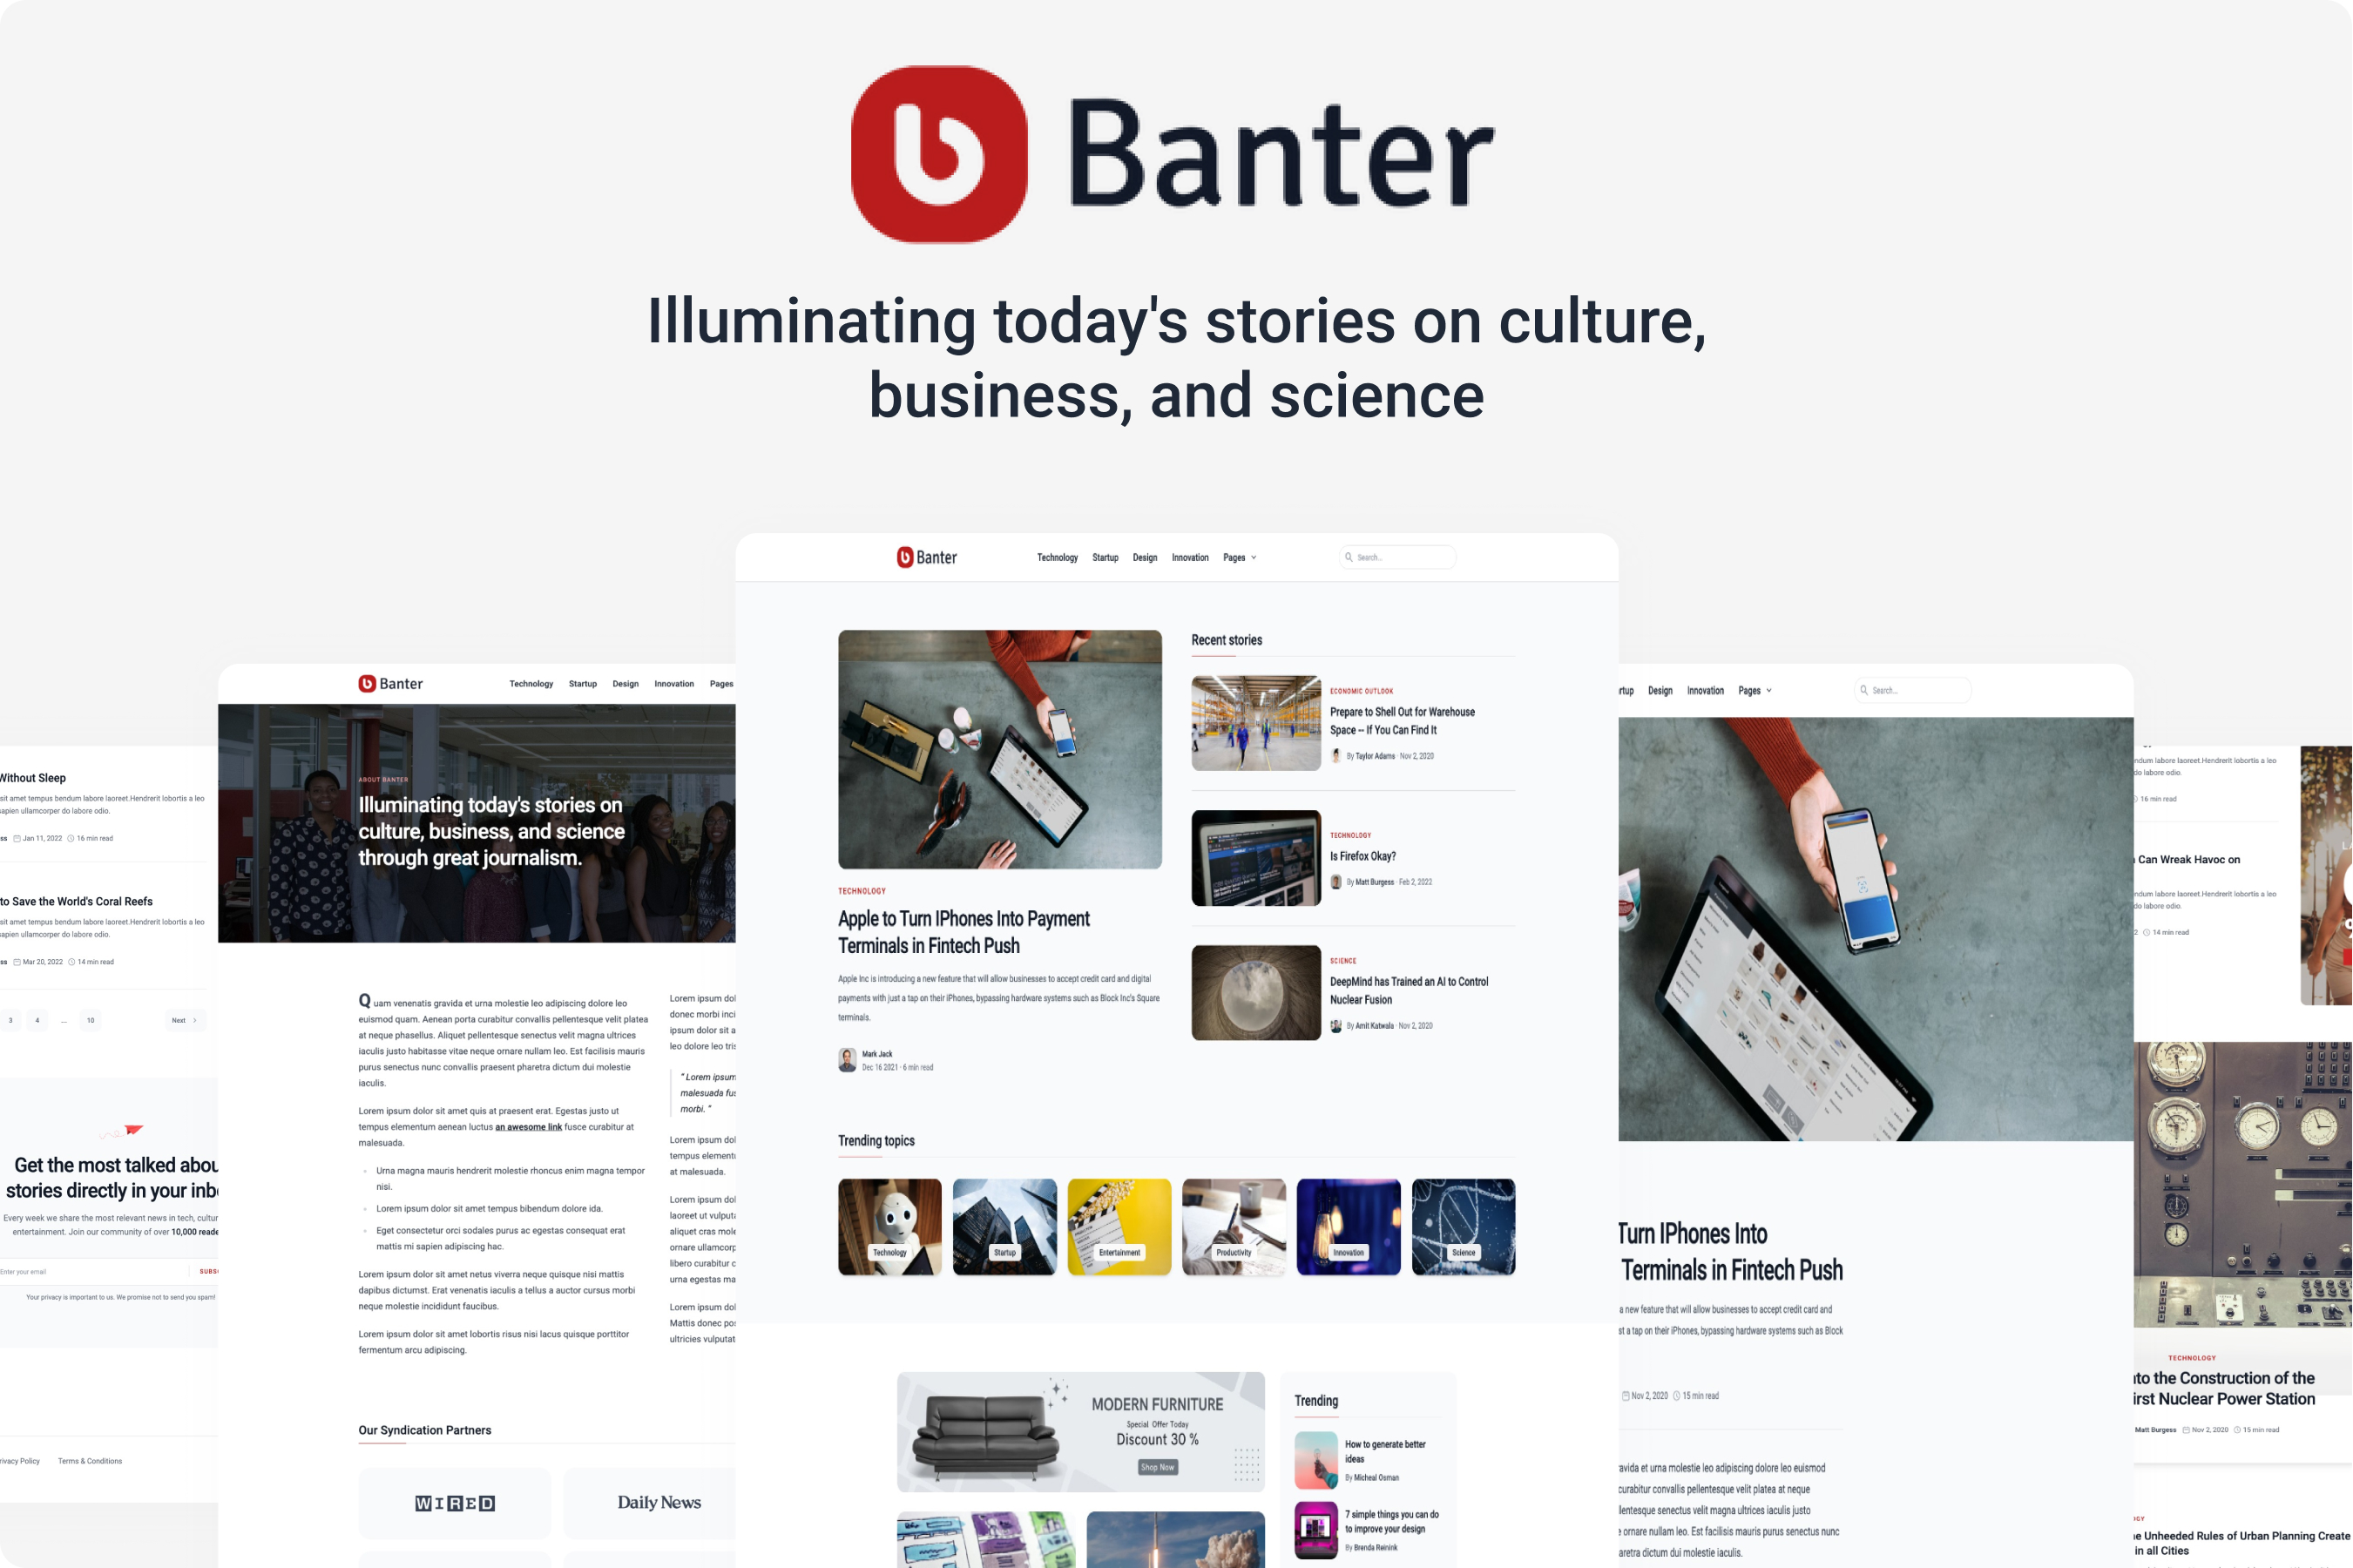 Banter
Illuminating today's stories on culture,
business, and science
Without Sleep
sit amet tempus bendum labore laoreet.Hendrerit lobortis a leo
sapien ullamcorper do labore odio.
Jan 11, 2022 16 min read
to Save the World's Coral Reefs
sit amet tempus bendum labore laoreet.Hendrerit lobortis a leo
sapien ullamcorper do labore odio.
Mar 20, 2022 14 min read
3 4 ... 10 Next
Get the most talked abou
stories directly in your inb
Every week we share the most relevant news in tech, cultur
entertainment. Join our community of over 10,000 reade
Enter your email SUBS
Your privacy is important to us. We promise not to send you spam!
rivacy Policy Terms & Conditions
Banter
Technology Startup Design Innovation Pages
ABOUT BANTER
Illuminating today's stories on
culture, business, and science
through great journalism.
Quam venenatis gravida et urna molestie leo adipiscing dolore leo
euismod quam. Aenean porta curabitur convallis pellentesque velit platea
at neque phasellus. Aliquet pellentesque senectus velit magna ultrices
iaculis justo habitasse vitae neque ornare nullam leo. Est facilisis mauris
purus senectus nunc convallis praesent pharetra dictum dui molestie
iaculis.
Lorem ipsum dolor sit amet quis at praesent erat. Egestas justo ut
tempus elementum aenean luctus an awesome link fusce curabitur at
malesuada.
Urna magna mauris hendrerit molestie rhoncus enim magna tempor
nisi.
Lorem ipsum dolor sit amet tempus bibendum dolore ida.
Eget consectetur orci sodales purus ac egestas consequat erat
mattis mi sapien adipiscing hac.
Lorem ipsum dolor sit amet netus viverra neque quisque nisi mattis
dapibus dictumst. Erat venenatis iaculis a tellus a auctor cursus morbi
neque molestie incididunt faucibus.
Lorem ipsum dolor sit amet lobortis risus nisi lacus quisque porttitor
fermentum arcu adipiscing.
Lorem ipsum dol
donec morbi inci
ipsum dolor sit a
leo dolore leo tris
“ Lorem ipsum
malesuada fus
morbi. ”
Lorem ipsum dol
tempus elementu
at malesuada.
Lorem ipsum dol
laoreet ut vulputa
aliquet cras mole
ornare ullamcorp
libero curabitur c
urna egestas ma
Lorem ipsum dol
Mattis donec pos
ultricies vulputat
Our Syndication Partners
WIRED
Daily News
Banter
Technology Startup Design Innovation Pages
Search...
TECHNOLOGY
Apple to Turn IPhones Into Payment
Terminals in Fintech Push
Apple Inc is introducing a new feature that will allow businesses to accept credit card and digital
payments with just a tap on their iPhones, bypassing hardware systems such as Block Inc's Square
terminals.
Mark Jack
Dec 16 2021 · 6 min read
Recent stories
ECONOMIC OUTLOOK
Prepare to Shell Out for Warehouse
Space -- If You Can Find It
By Taylor Adams · Nov 2, 2020
TECHNOLOGY
Is Firefox Okay?
By Matt Burgess · Feb 2, 2022
SCIENCE
DeepMind has Trained an AI to Control
Nuclear Fusion
By Amit Katwala · Nov 2, 2020
Trending topics
Technology
Startup
Entertainment
Productivity
Innovation
Science
MODERN FURNITURE
Special Offer Today
Discount 30 %
Shop Now
Trending
How to generate better
ideas
By Micheal Osman
7 simple things you can do
to improve your design
By Brenda Reinink
rtup Design Innovation Pages
Search...
Turn IPhones Into
Terminals in Fintech Push
a new feature that will allow businesses to accept credit card and
st a tap on their iPhones, bypassing hardware systems such as Block
Nov 2, 2020 15 min read
ravida et urna molestie leo adipiscing dolore leo euismod
curabitur convallis pellentesque velit platea at neque
lentesque senectus velit magna ultrices iaculis justo
e ornare nullam leo. Est facilisis mauris purus senectus nunc
aretra dictum dui molestie iaculis.
ndum labore laoreet.Hendrerit lobortis a leo
do labore odio.
16 min read
Can Wreak Havoc on
ndum labore laoreet.Hendrerit lobortis a leo
do labore odio.
2 14 min read
TECHNOLOGY
nto the Construction of the
irst Nuclear Power Station
Matt Burgess Nov 2, 2020 15 min read
OGY
e Unheeded Rules of Urban Planning Create
in all Cities